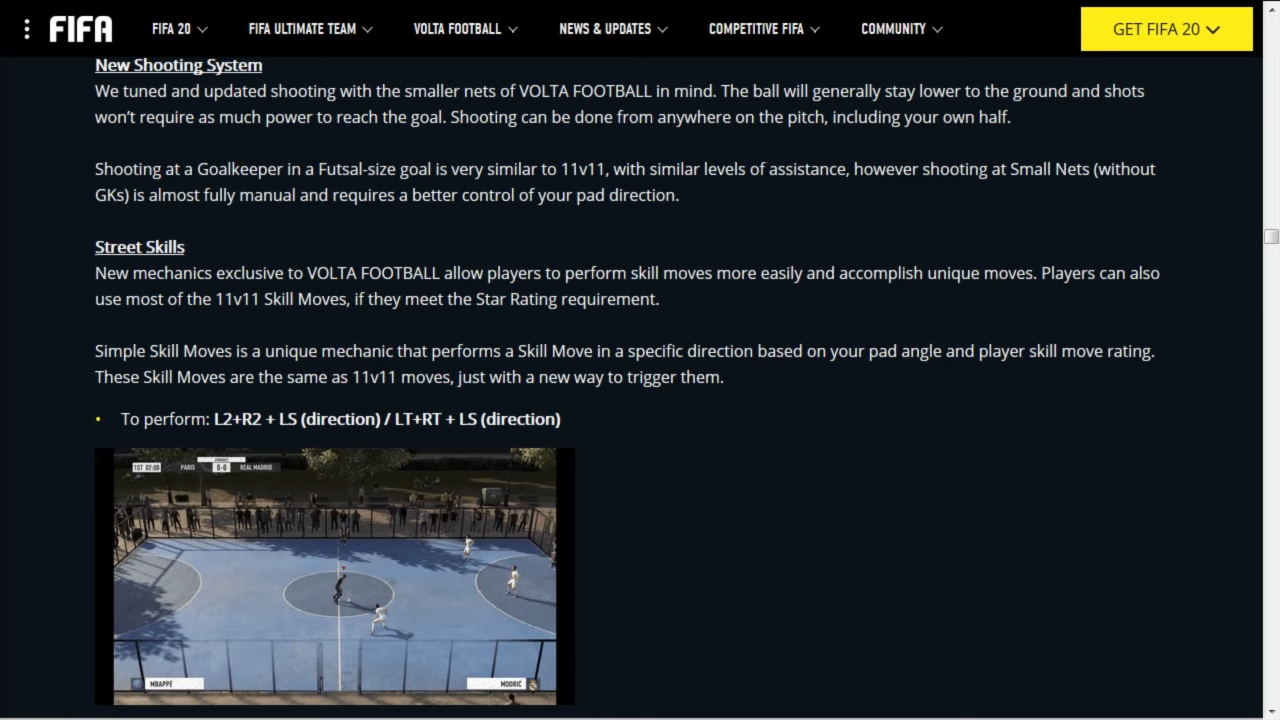 FIFA
FIFA 20
FIFA ULTIMATE TEAM
VOLTA FOOTBALL
NEWS & UPDATES
COMPETITIVE FIFA
COMMUNITY
GET FIFA 20
New Shooting System
We tuned and updated shooting with the smaller nets of VOLTA FOOTBALL in mind. The ball will generally stay lower to the ground and shots
won’t require as much power to reach the goal. Shooting can be done from anywhere on the pitch, including your own half.
Shooting at a Goalkeeper in a Futsal-size goal is very similar to 11v11, with similar levels of assistance, however shooting at Small Nets (without
GKs) is almost fully manual and requires a better control of your pad direction.
Street Skills
New mechanics exclusive to VOLTA FOOTBALL allow players to perform skill moves more easily and accomplish unique moves. Players can also
use most of the 11v11 Skill Moves, if they meet the Star Rating requirement.
Simple Skill Moves is a unique mechanic that performs a Skill Move in a specific direction based on your pad angle and player skill move rating.
These Skill Moves are the same as 11v11 moves, just with a new way to trigger them.
• To perform: L2+R2 + LS (direction) / LT+RT + LS (direction)
1ST 02:00 PARIS 0-0 REAL MADRID
MBAPPE
MODRIĆ